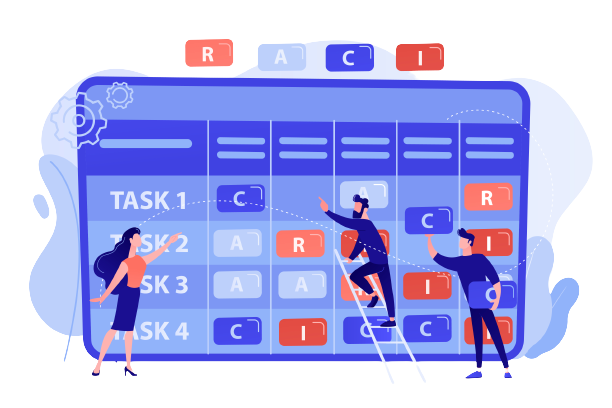 R A C I
TASK 1 C A C R
TASK 2 A R I
TASK 3 A A I C
TASK 4 C I C C